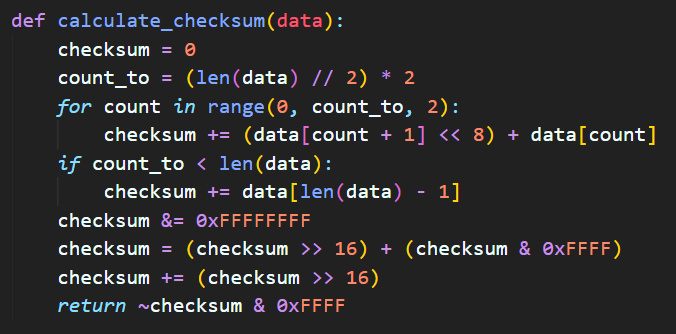 def calculate_checksum(data):
    checksum = 0
    count_to = (len(data) // 2) * 2
    for count in range(0, count_to, 2):
        checksum += (data[count + 1] << 8) + data[count]
    if count_to < len(data):
        checksum += data[len(data) - 1]
    checksum &= 0xFFFFFFFF
    checksum = (checksum >> 16) + (checksum & 0xFFFF)
    checksum += (checksum >> 16)
    return ~checksum & 0xFFFF